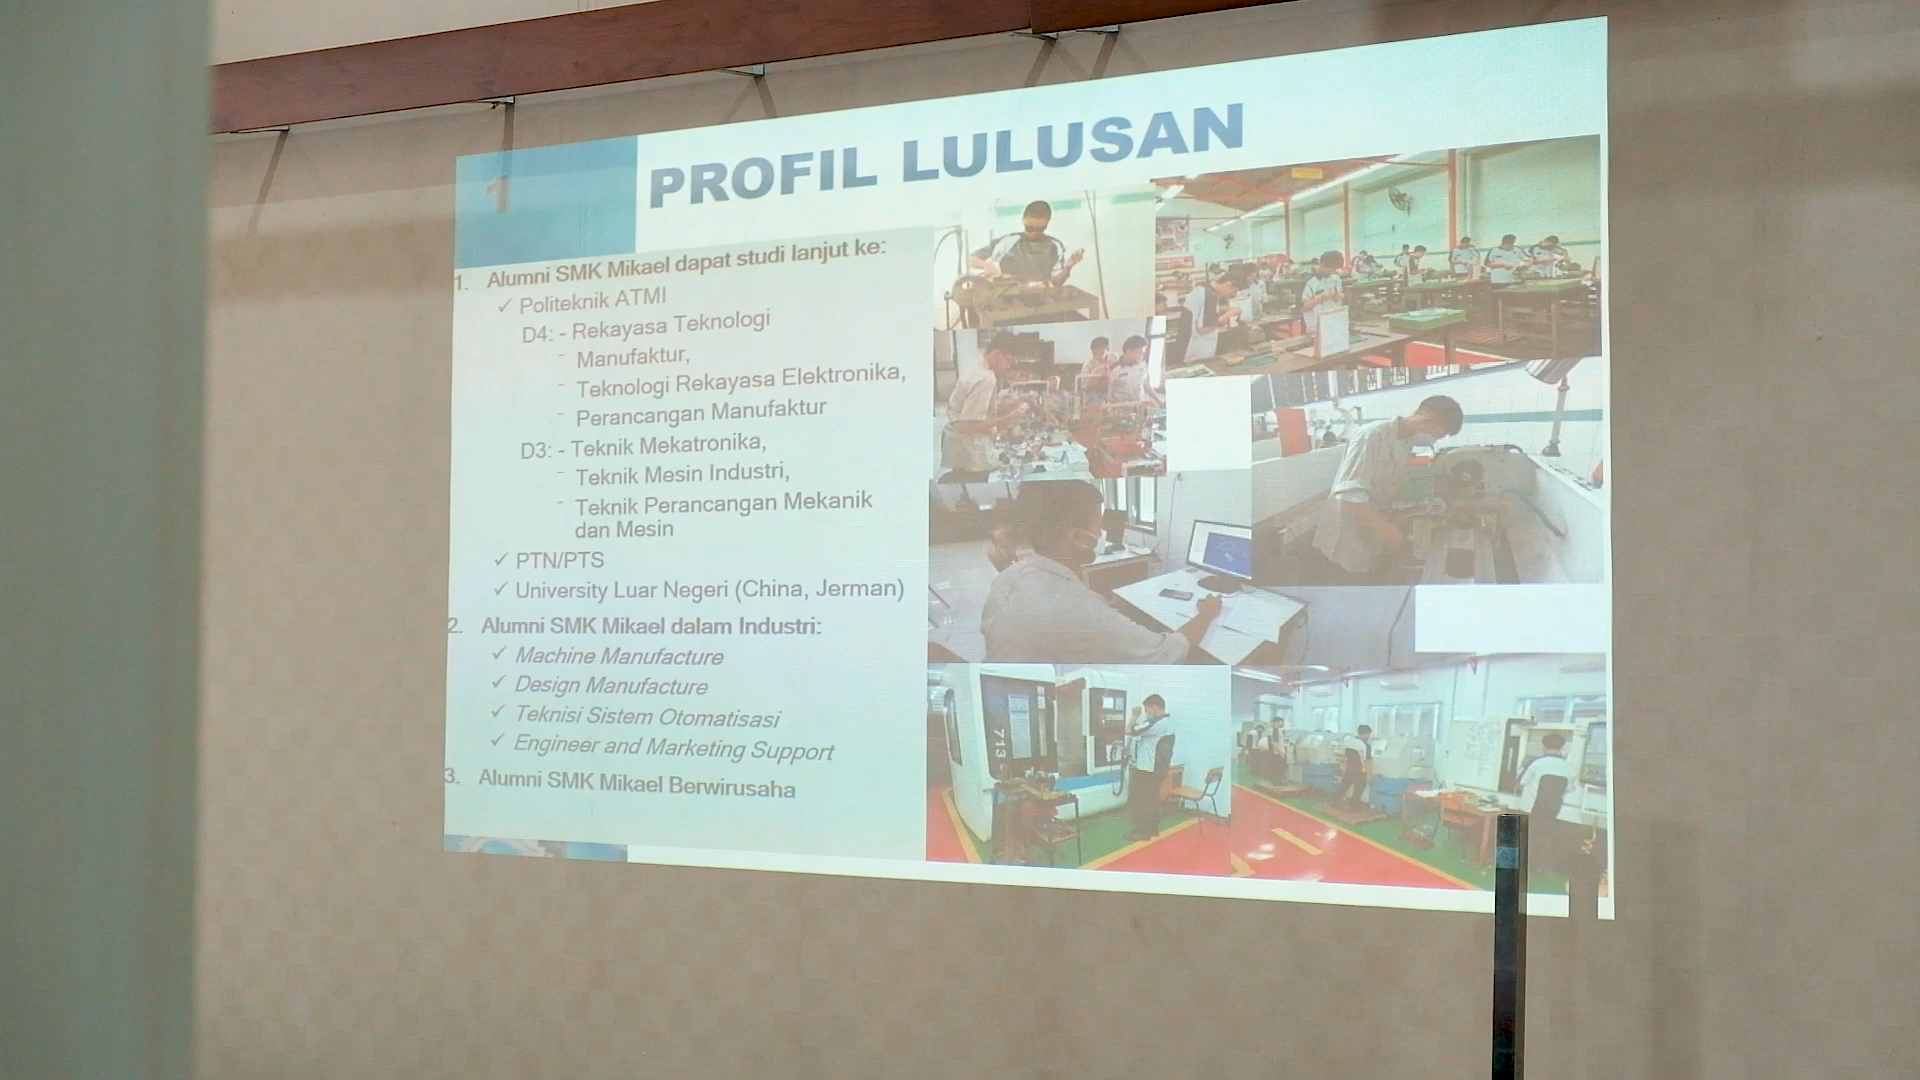 1
PROFIL LULUSAN
1. Alumni SMK Mikael dapat studi lanjut ke:
✓ Politeknik ATMI
D4: - Rekayasa Teknologi
- Manufaktur,
- Teknologi Rekayasa Elektronika,
- Perancangan Manufaktur
D3: - Teknik Mekatronika,
- Teknik Mesin Industri,
- Teknik Perancangan Mekanik
dan Mesin
✓ PTN/PTS
✓ University Luar Negeri (China, Jerman)
2. Alumni SMK Mikael dalam Industri:
✓ Machine Manufacture
✓ Design Manufacture
✓ Teknisi Sistem Otomatisasi
✓ Engineer and Marketing Support
3. Alumni SMK Mikael Berwirusaha
713